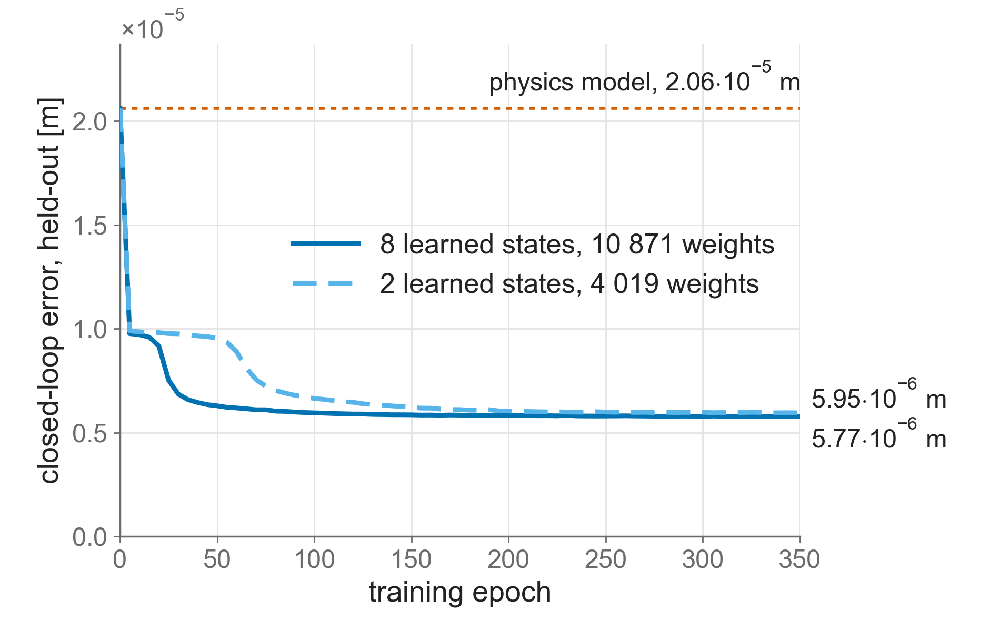 ×10⁻⁵
physics model, 2.06·10⁻⁵ m
closed-loop error, held-out [m]
2.0
1.5
1.0
0.5
0.0
8 learned states, 10 871 weights
2 learned states, 4 019 weights
5.95·10⁻⁶ m
5.77·10⁻⁶ m
0 50 100 150 200 250 300 350
training epoch